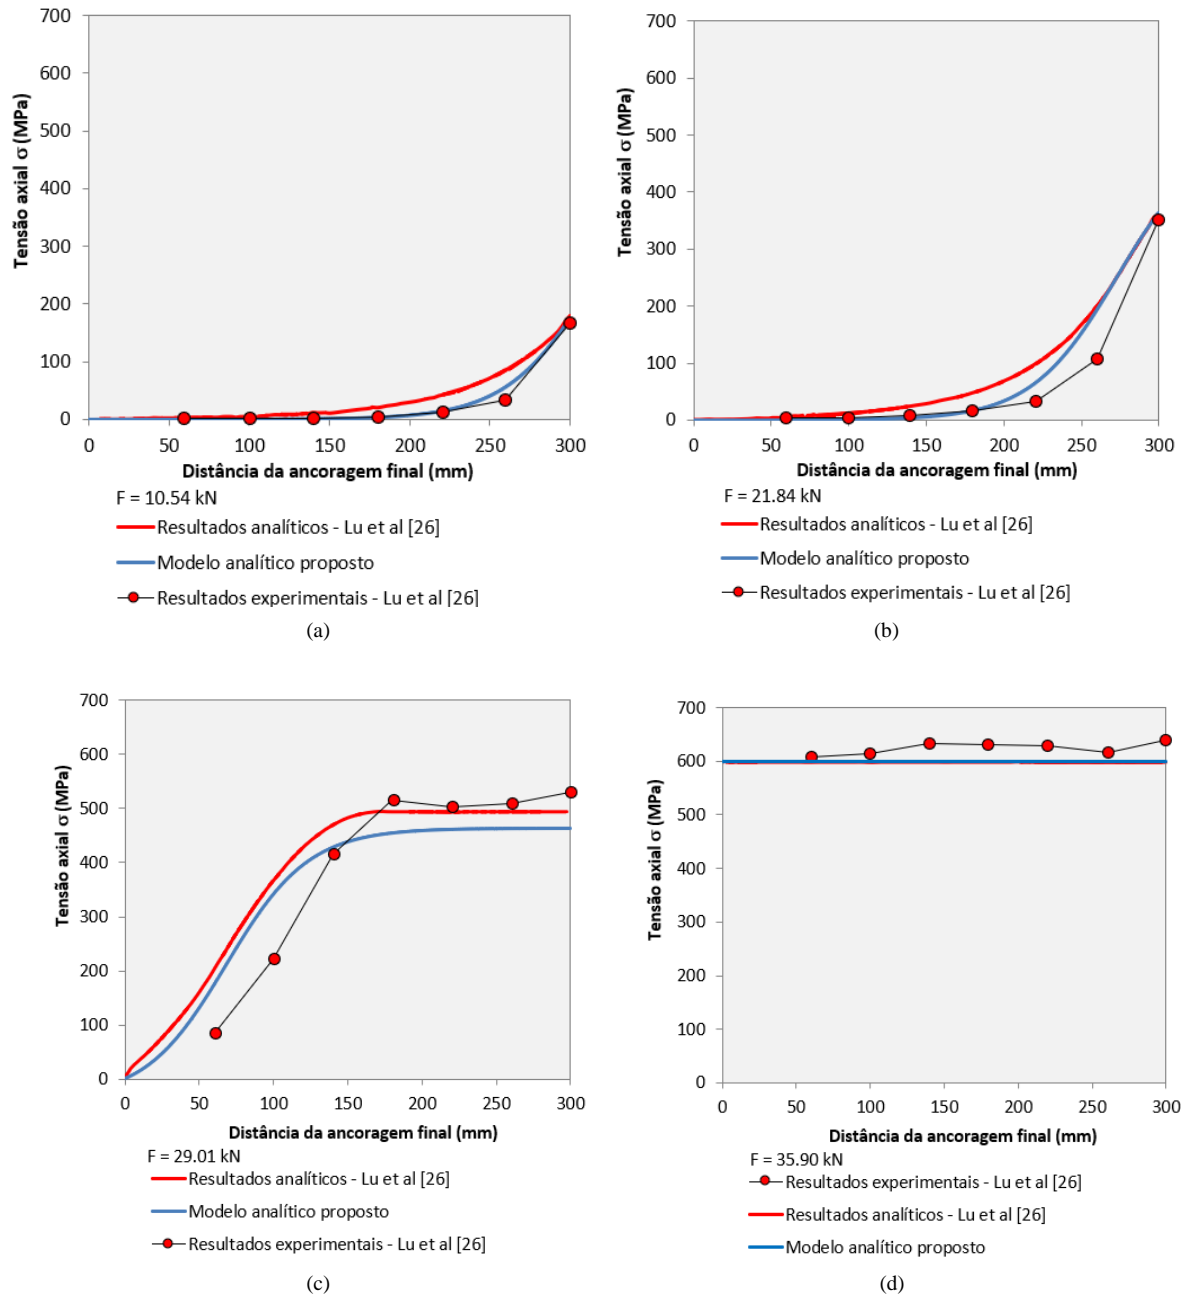 700
600
500
400
300
200
100
0
Tensão axial σ (MPa)
0 50 100 150 200 250 300
Distância da ancoragem final (mm)
F = 10.54 kN
Resultados analíticos - Lu et al [26]
Modelo analítico proposto
Resultados experimentais - Lu et al [26]
(a)
700
600
500
400
300
200
100
0
Tensão axial σ (MPa)
0 50 100 150 200 250 300
Distância da ancoragem final (mm)
F = 21.84 kN
Resultados analíticos - Lu et al [26]
Modelo analítico proposto
Resultados experimentais - Lu et al [26]
(b)
700
600
500
400
300
200
100
0
Tensão axial σ (MPa)
0 50 100 150 200 250 300
Distância da ancoragem final (mm)
F = 29.01 kN
Resultados analíticos - Lu et al [26]
Modelo analítico proposto
Resultados experimentais - Lu et al [26]
(c)
700
600
500
400
300
200
100
0
Tensão axial σ (MPa)
0 50 100 150 200 250 300
Distância da ancoragem final (mm)
F = 35.90 kN
Resultados experimentais - Lu et al [26]
Resultados analíticos - Lu et al [26]
Modelo analítico proposto
(d)